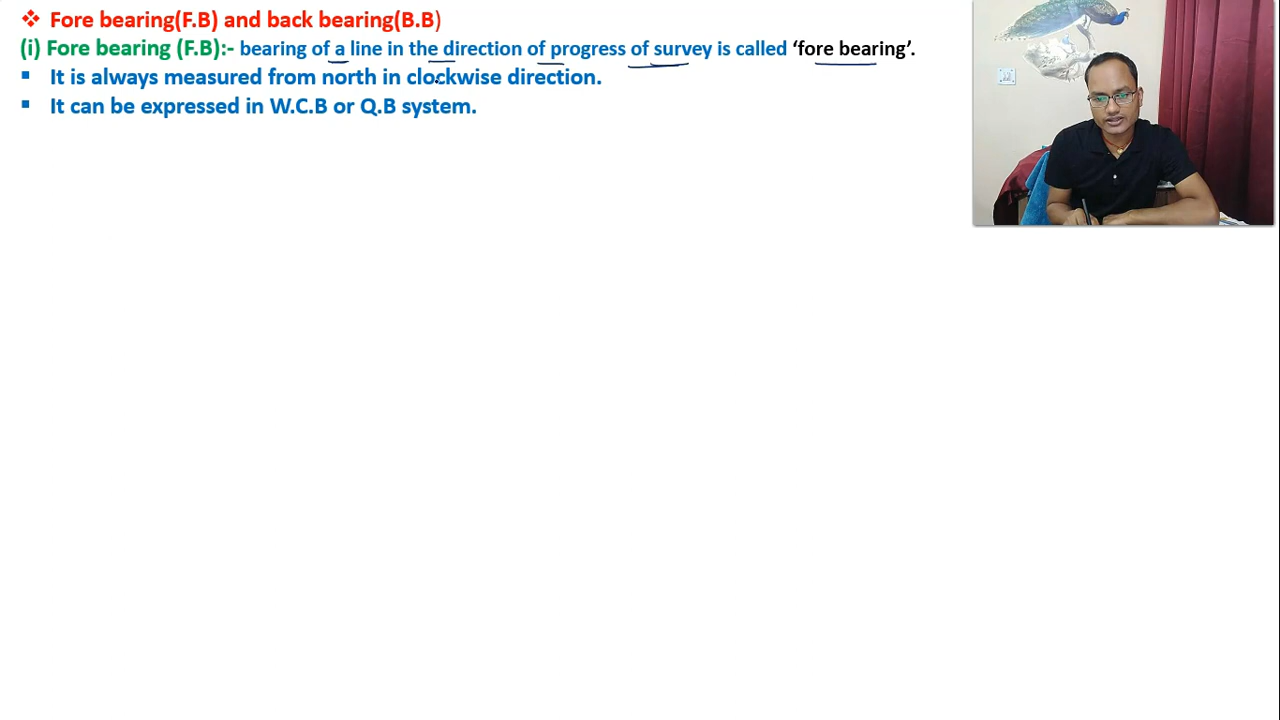 ❖ Fore bearing(F.B) and back bearing(B.B)
(i) Fore bearing (F.B):- bearing of a line in the direction of progress of survey is called ‘fore bearing’.
▪ It is always measured from north in clockwise direction.
▪ It can be expressed in W.C.B or Q.B system.